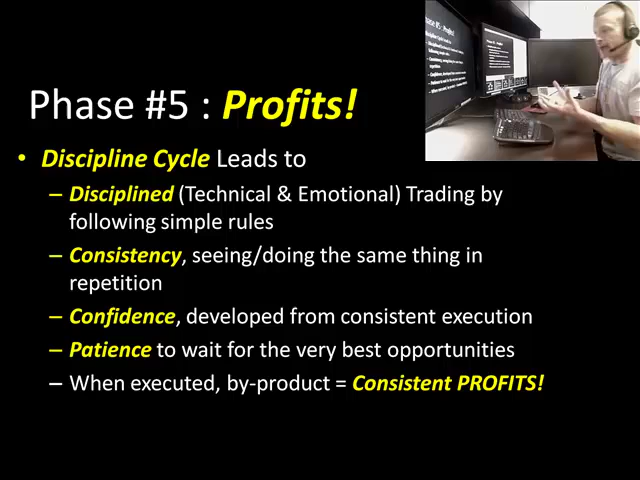 Phase #5 : Profits!
• Discipline Cycle Leads to
– Disciplined (Technical & Emotional) Trading by
following simple rules
– Consistency, seeing/doing the same thing in
repetition
– Confidence, developed from consistent execution
– Patience to wait for the very best opportunities
– When executed, by-product = Consistent PROFITS!